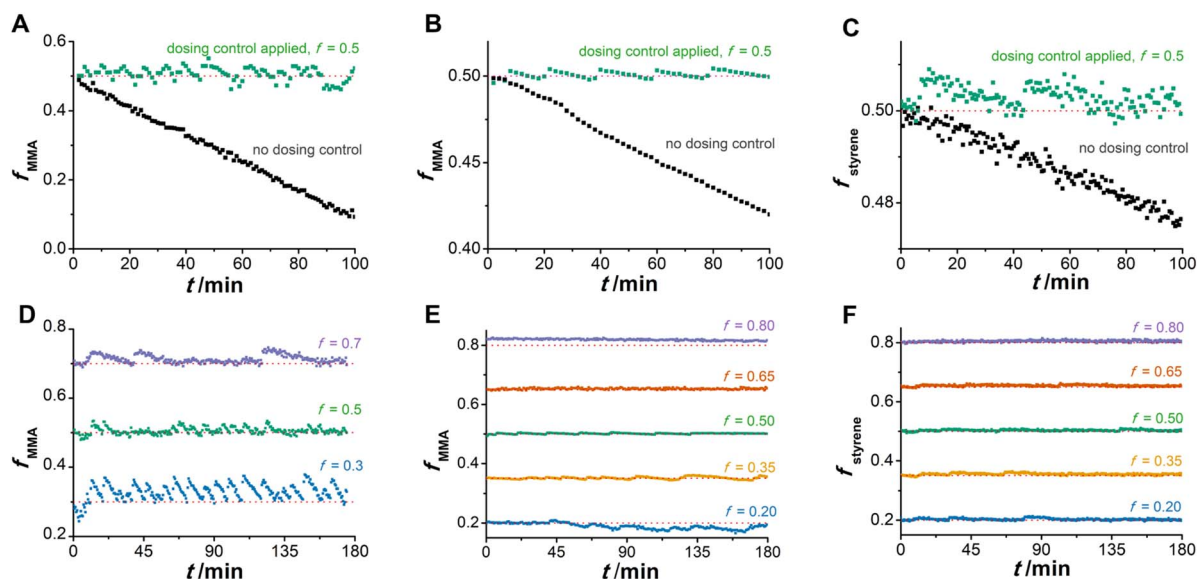 A
dosing control applied, f = 0.5
no dosing control
f MMA
0.6
0.4
0.2
0.0
0 20 40 60 80 100
t /min
B
dosing control applied, f = 0.5
no dosing control
f MMA
0.50
0.45
0.40
0 20 40 60 80 100
t /min
C
dosing control applied, f = 0.5
no dosing control
f styrene
0.50
0.48
0 20 40 60 80 100
t /min
D
f = 0.7
f = 0.5
f = 0.3
f MMA
0.8
0.6
0.4
0.2
0 45 90 135 180
t /min
E
f = 0.80
f = 0.65
f = 0.50
f = 0.35
f = 0.20
f MMA
0.8
0.6
0.4
0.2
0 45 90 135 180
t /min
F
f = 0.80
f = 0.65
f = 0.50
f = 0.35
f = 0.20
f styrene
0.8
0.6
0.4
0.2
0 45 90 135 180
t /min